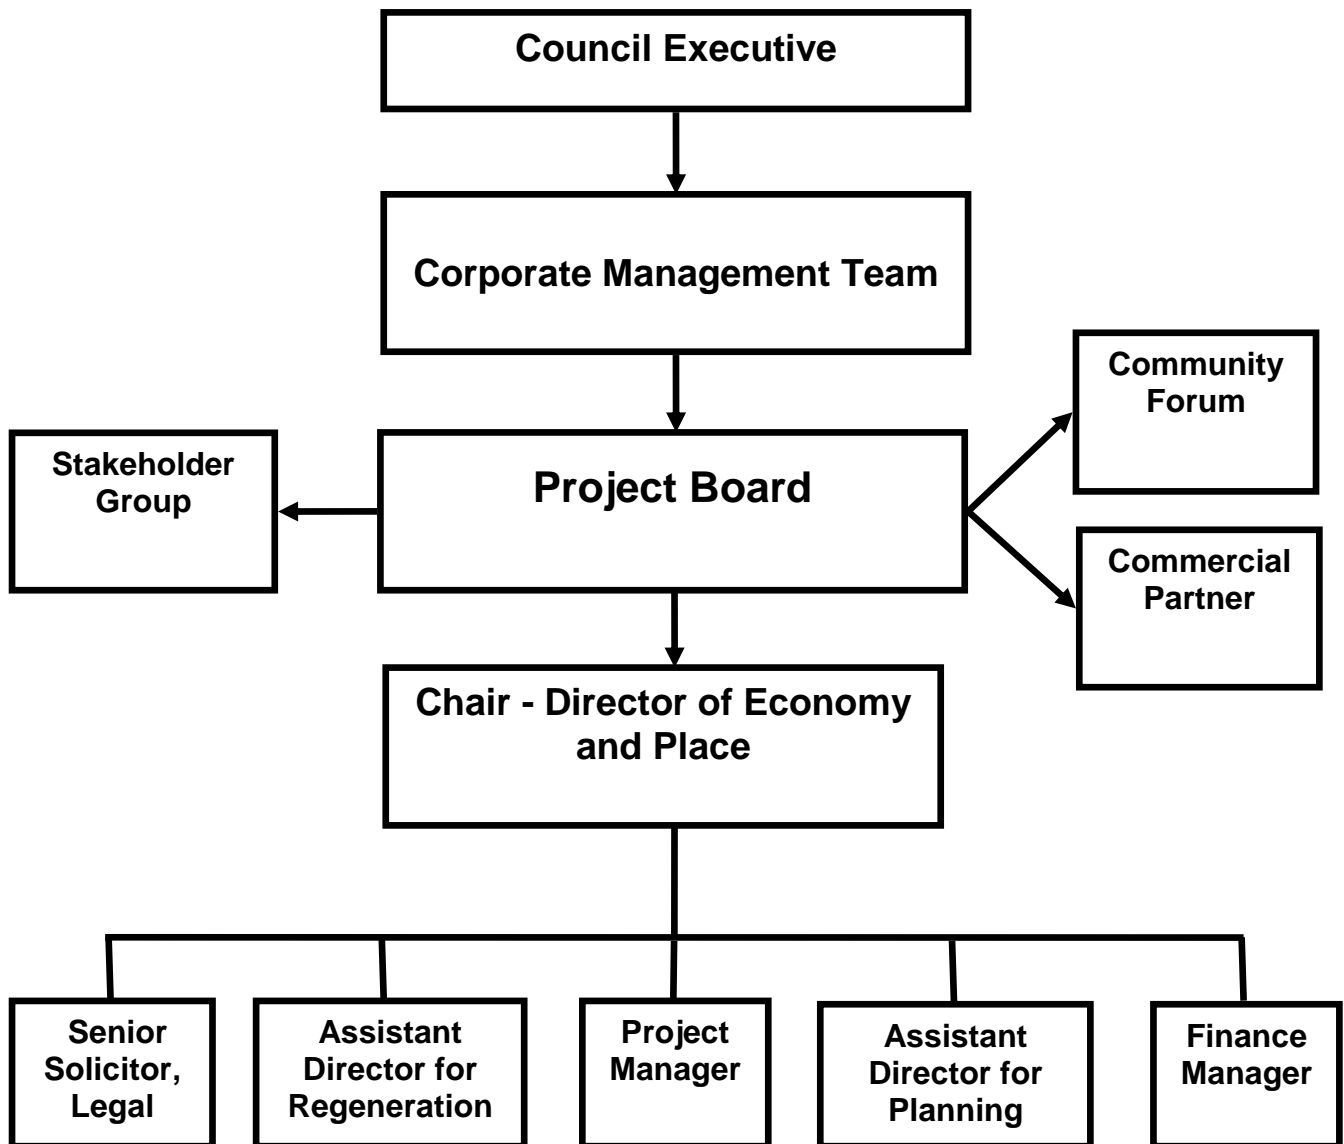 Council Executive
Corporate Management Team
Community
Forum
Stakeholder
Group
Project Board
Commercial
Partner
Chair - Director of Economy
and Place
Senior
Solicitor,
Legal
Assistant
Director for
Regeneration
Project
Manager
Assistant
Director for
Planning
Finance
Manager